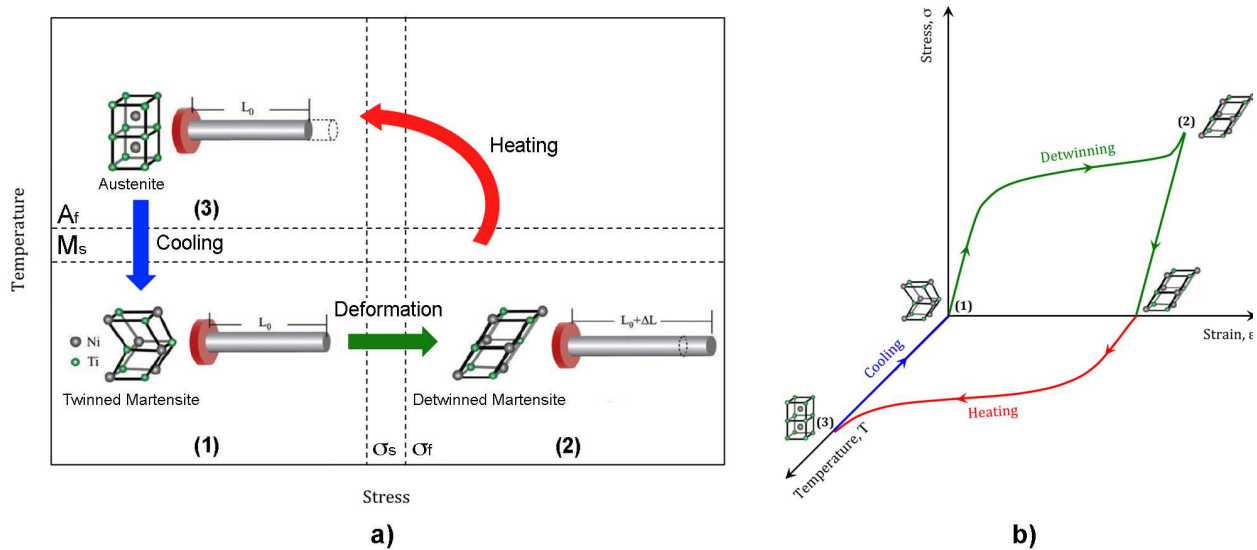 L₀
Austenite
(3)
Heating
Af
Ms
Cooling
Temperature
Ni
Ti
L₀
Twinned Martensite
(1)
Deformation
L₀+ΔL
Detwinned Martensite
(2)
σs
σf
Stress
a)
Stress, σ
(2)
Detwinning
(1)
Strain, ε
Cooling
(3)
Heating
Temperature, T
b)